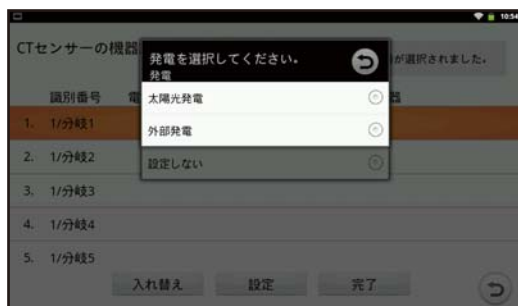 10:54
CTセンサーの機器
が選択されました。
発電を選択してください。
発電
太陽光発電
外部発電
設定しない
識別番号 電 器
1. 1/分岐1
2. 1/分岐2
3. 1/分岐3
4. 1/分岐4
5. 1/分岐5
入れ替え 設定 完了